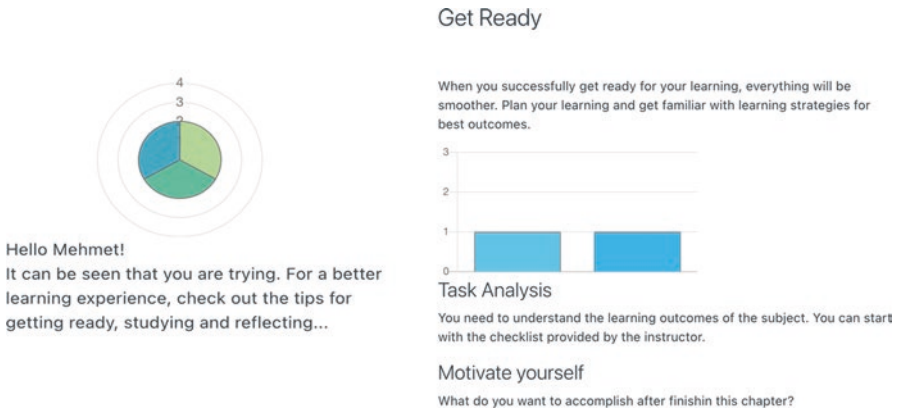 4
3
2
Hello Mehmet!
It can be seen that you are trying. For a better
learning experience, check out the tips for
getting ready, studying and reflecting...
Get Ready
When you successfully get ready for your learning, everything will be
smoother. Plan your learning and get familiar with learning strategies for
best outcomes.
3
2
1
0
Task Analysis
You need to understand the learning outcomes of the subject. You can start
with the checklist provided by the instructor.
Motivate yourself
What do you want to accomplish after finishin this chapter?